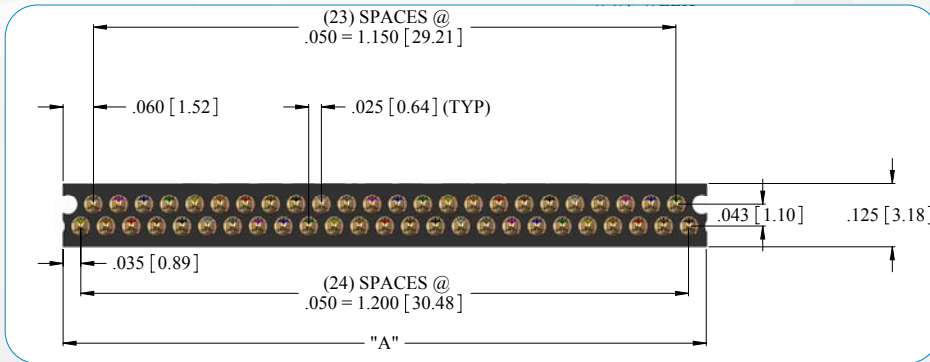 (23) SPACES @
.050 = 1.150 [29.21]
.060 [1.52]
.025 [0.64] (TYP)
.043 [1.10]
.125 [3.18]
.035 [0.89]
(24) SPACES @
.050 = 1.200 [30.48]
"A"